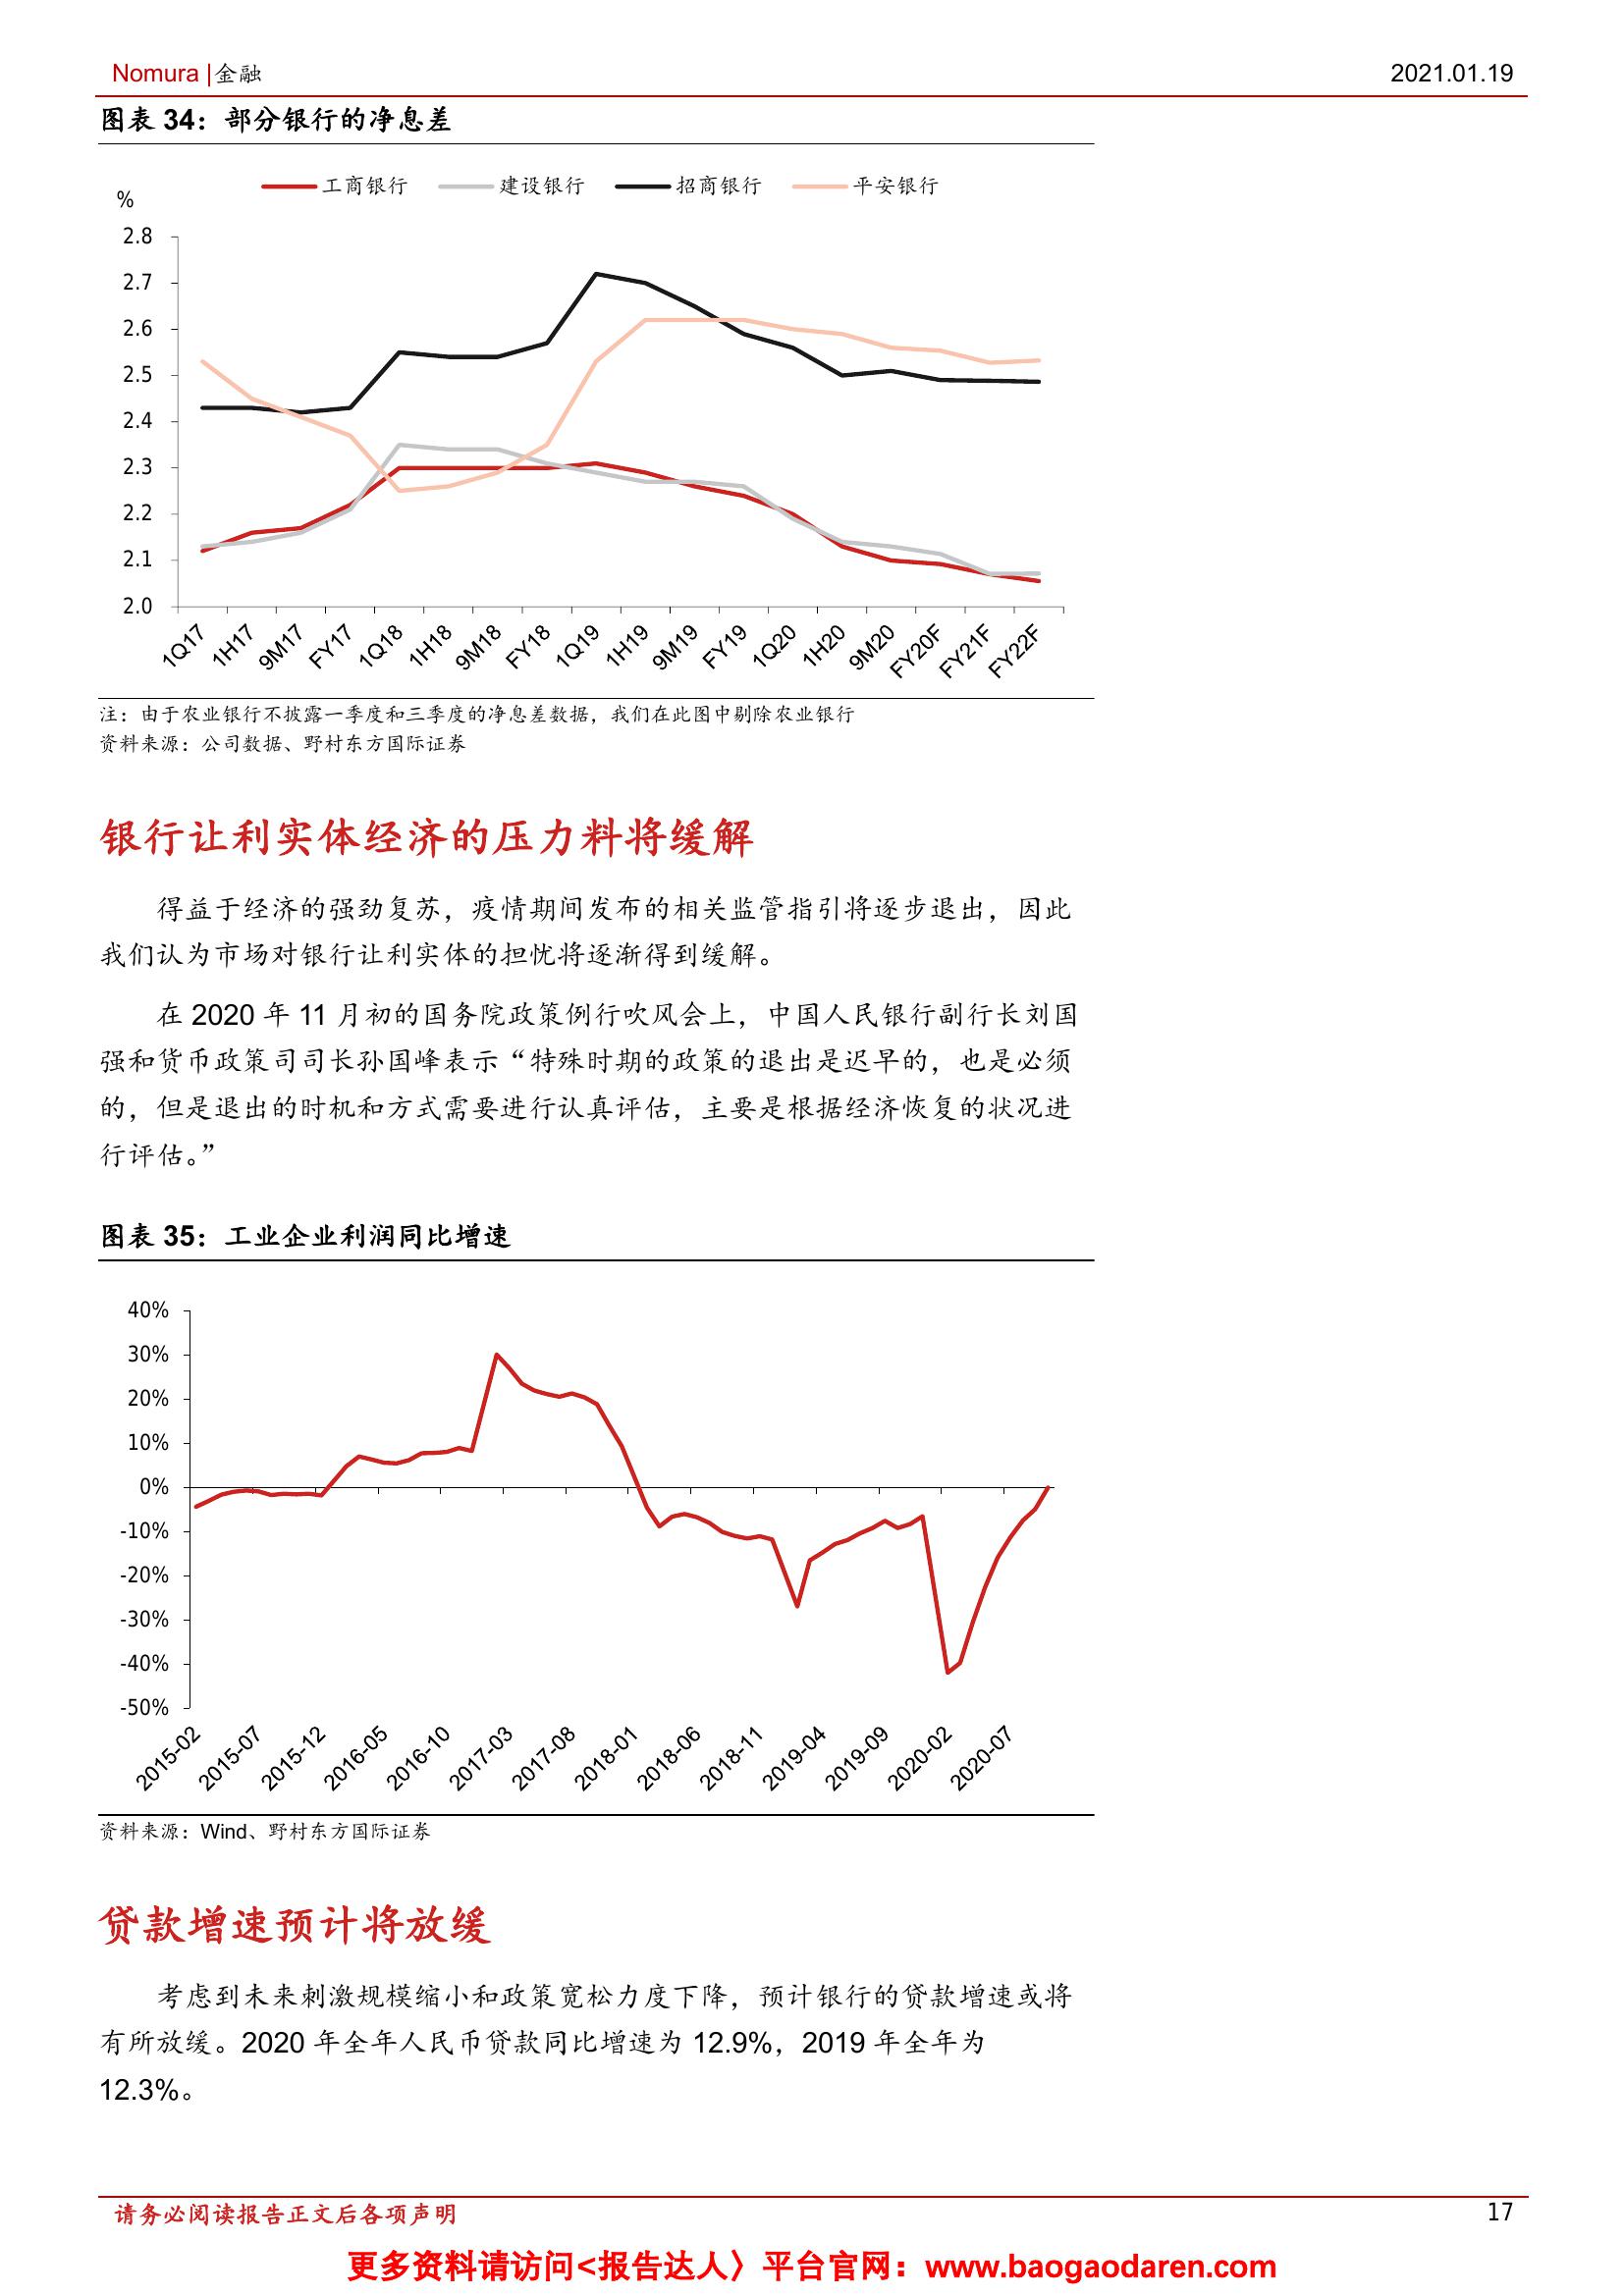 Nomura |金融
2021.01.19
图表 34：部分银行的净息差
%
工商银行 建设银行 招商银行 平安银行
2.8
2.7
2.6
2.5
2.4
2.3
2.2
2.1
2.0
1Q17 1H17 9M17 FY17 1Q18 1H18 9M18 FY18 1Q19 1H19 9M19 FY19 1Q20 1H20 9M20 FY20F FY21F FY22F
注：由于农业银行不披露一季度和三季度的净息差数据，我们在此图中剔除农业银行
资料来源：公司数据、野村东方国际证券
银行让利实体经济的压力料将缓解
得益于经济的强劲复苏，疫情期间发布的相关监管指引将逐步退出，因此
我们认为市场对银行让利实体的担忧将逐渐得到缓解。
在 2020 年 11 月初的国务院政策例行吹风会上，中国人民银行副行长刘国
强和货币政策司司长孙国峰表示“特殊时期的政策的退出是迟早的，也是必须
的，但是退出的时机和方式需要进行认真评估，主要是根据经济恢复的状况进
行评估。”
图表 35：工业企业利润同比增速
40%
30%
20%
10%
0%
-10%
-20%
-30%
-40%
-50%
2015-02 2015-07 2015-12 2016-05 2016-10 2017-03 2017-08 2018-01 2018-06 2018-11 2019-04 2019-09 2020-02 2020-07
资料来源：Wind、野村东方国际证券
贷款增速预计将放缓
考虑到未来刺激规模缩小和政策宽松力度下降，预计银行的贷款增速或将
有所放缓。2020 年全年人民币贷款同比增速为 12.9%，2019 年全年为
12.3%。
请务必阅读报告正文后各项声明
17
更多资料请访问<报告达人〉平台官网：www.baogaodaren.com